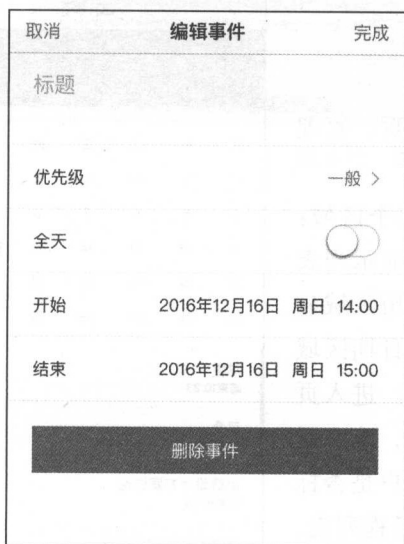 取消 编辑事件 完成
标题
优先级 一般 >
全天
开始 2016年12月16日 周日 14:00
结束 2016年12月16日 周日 15:00
删除事件